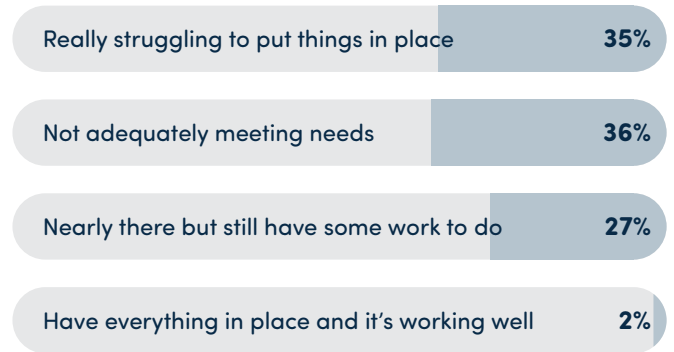 Really struggling to put things in place 35%
Not adequately meeting needs 36%
Nearly there but still have some work to do 27%
Have everything in place and it’s working well 2%